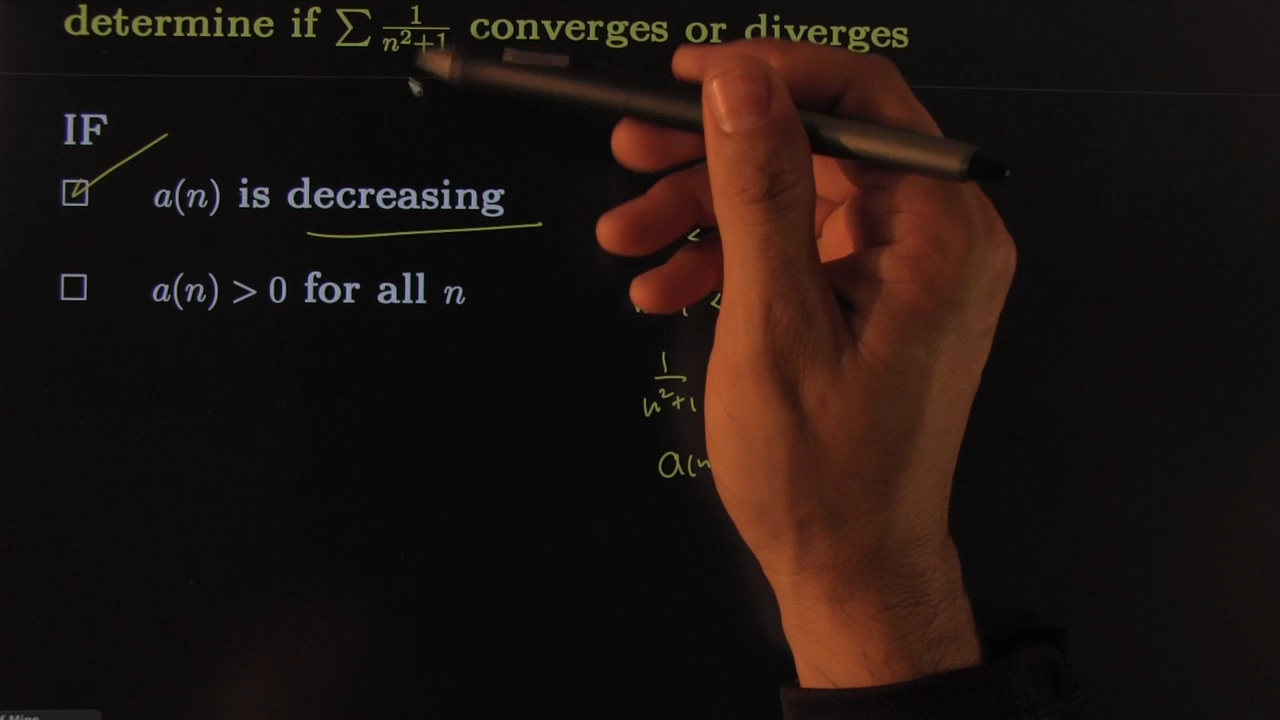 determine if ∑ 1/(n²+1) converges or diverges
IF
☑ a(n) is decreasing
☐ a(n) > 0 for all n
<
<
1/(n²+1)
a(n